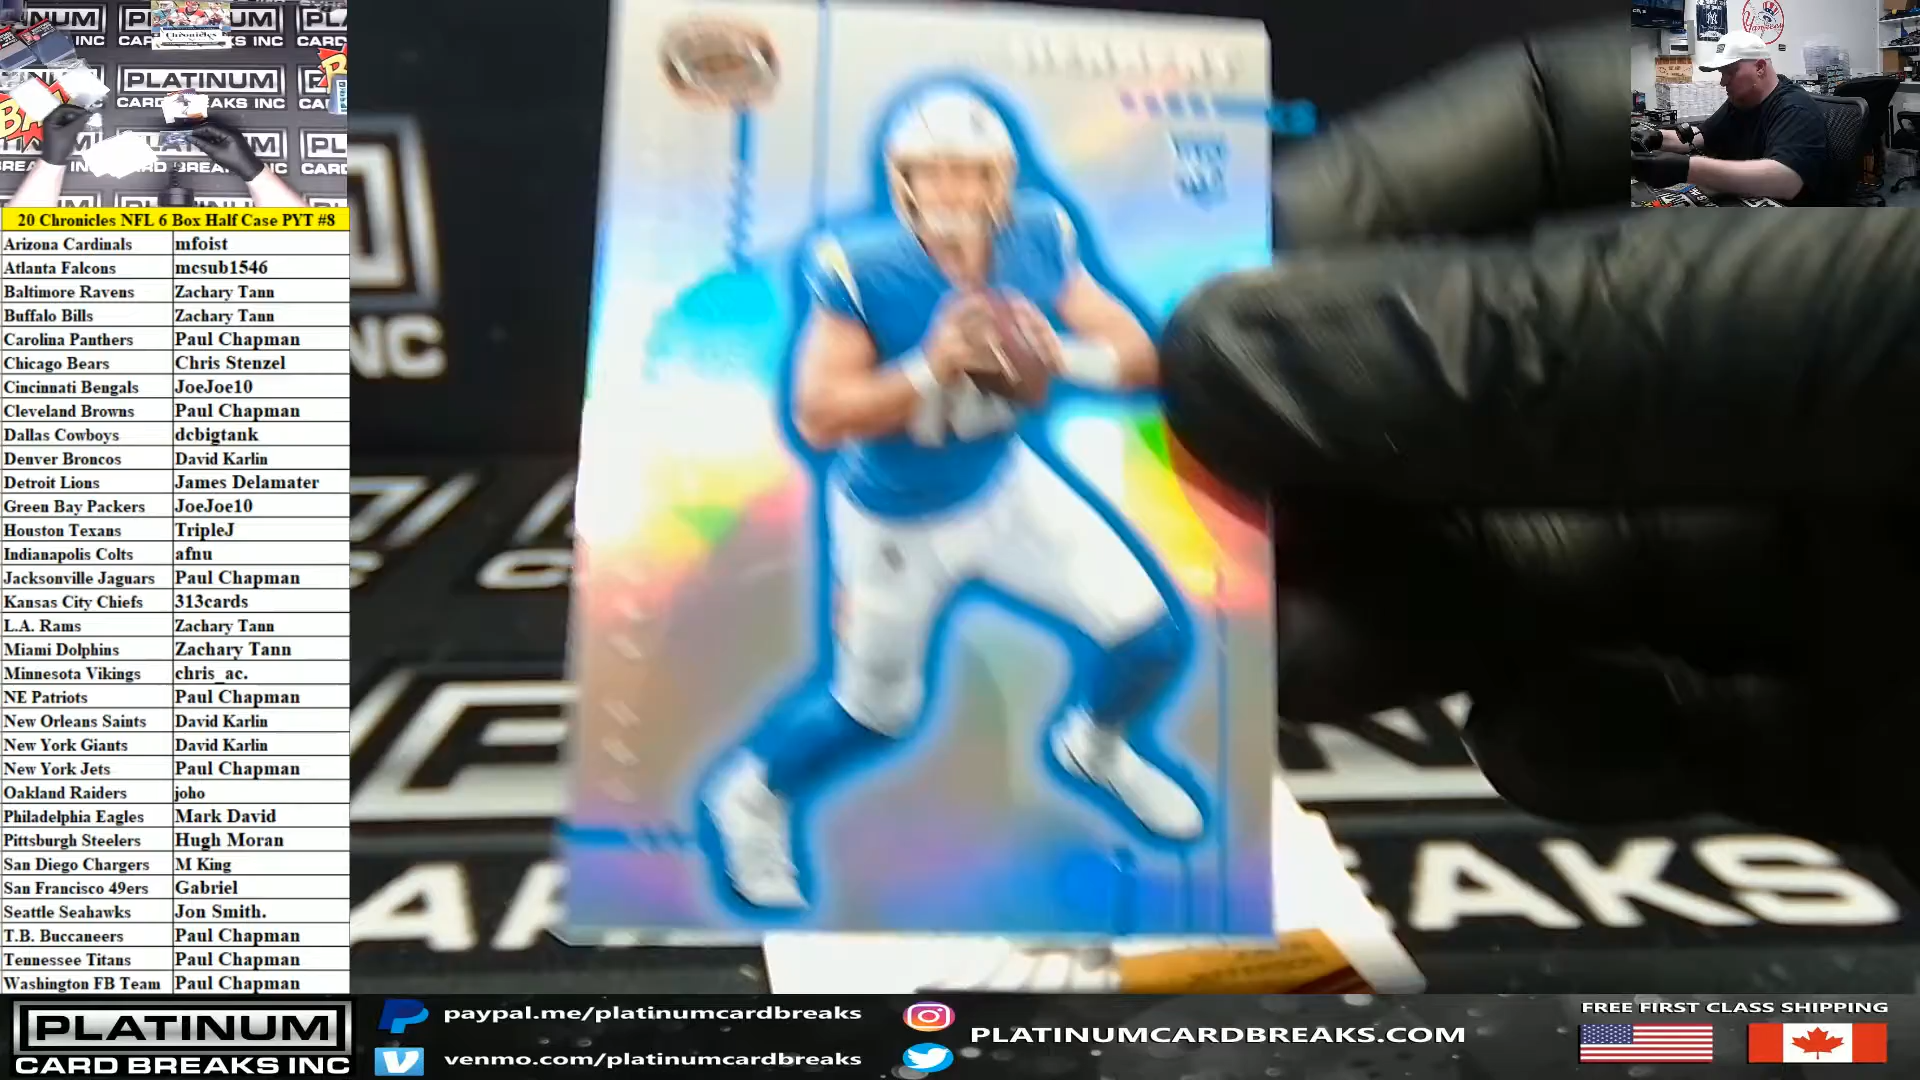 20 Chronicles NFL 6 Box Half Case PYT #8
Arizona Cardinals mfoist
Atlanta Falcons mcsub1546
Baltimore Ravens Zachary Tann
Buffalo Bills Zachary Tann
Carolina Panthers Paul Chapman
Chicago Bears Chris Stenzel
Cincinnati Bengals JoeJoe10
Cleveland Browns Paul Chapman
Dallas Cowboys dcbigtank
Denver Broncos David Karlin
Detroit Lions James Delamater
Green Bay Packers JoeJoe10
Houston Texans TripleJ
Indianapolis Colts afnu
Jacksonville Jaguars Paul Chapman
Kansas City Chiefs 313cards
L.A. Rams Zachary Tann
Miami Dolphins Zachary Tann
Minnesota Vikings chris_ac.
NE Patriots Paul Chapman
New Orleans Saints David Karlin
New York Giants David Karlin
New York Jets Paul Chapman
Oakland Raiders joho
Philadelphia Eagles Mark David
Pittsburgh Steelers Hugh Moran
San Diego Chargers M King
San Francisco 49ers Gabriel
Seattle Seahawks Jon Smith.
T.B. Buccaneers Paul Chapman
Tennessee Titans Paul Chapman
Washington FB Team Paul Chapman
PLATINUM
CARD BREAKS INC
paypal.me/platinumcardbreaks
venmo.com/platinumcardbreaks
PLATINUMCARDBREAKS.COM
FREE FIRST CLASS SHIPPING
PLATINUM
CARD BREAKS INC
Chronicles
INC
EAKS